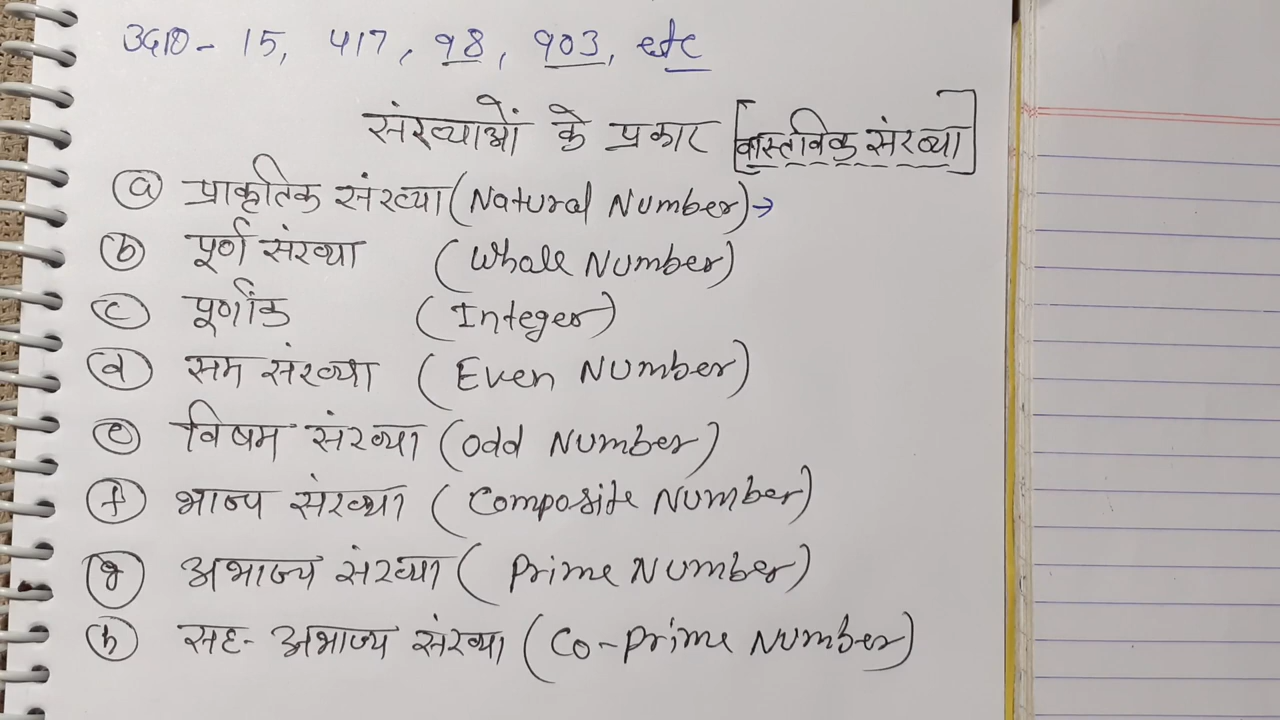 उदा० - 15, 417, 98, 903, etc
संख्याओं के प्रकार [वास्तविक संख्या]
(a) प्राकृतिक संख्या (Natural Number) →
(b) पूर्ण संख्या (Whole Number)
(c) पूर्णांक (Integer)
(d) सम संख्या (Even Number)
(e) विषम संख्या (Odd Number)
(f) भाज्य संख्या (Composite Number)
(g) अभाज्य संख्या (Prime Number)
(h) सह-अभाज्य संख्या (Co-Prime Number)